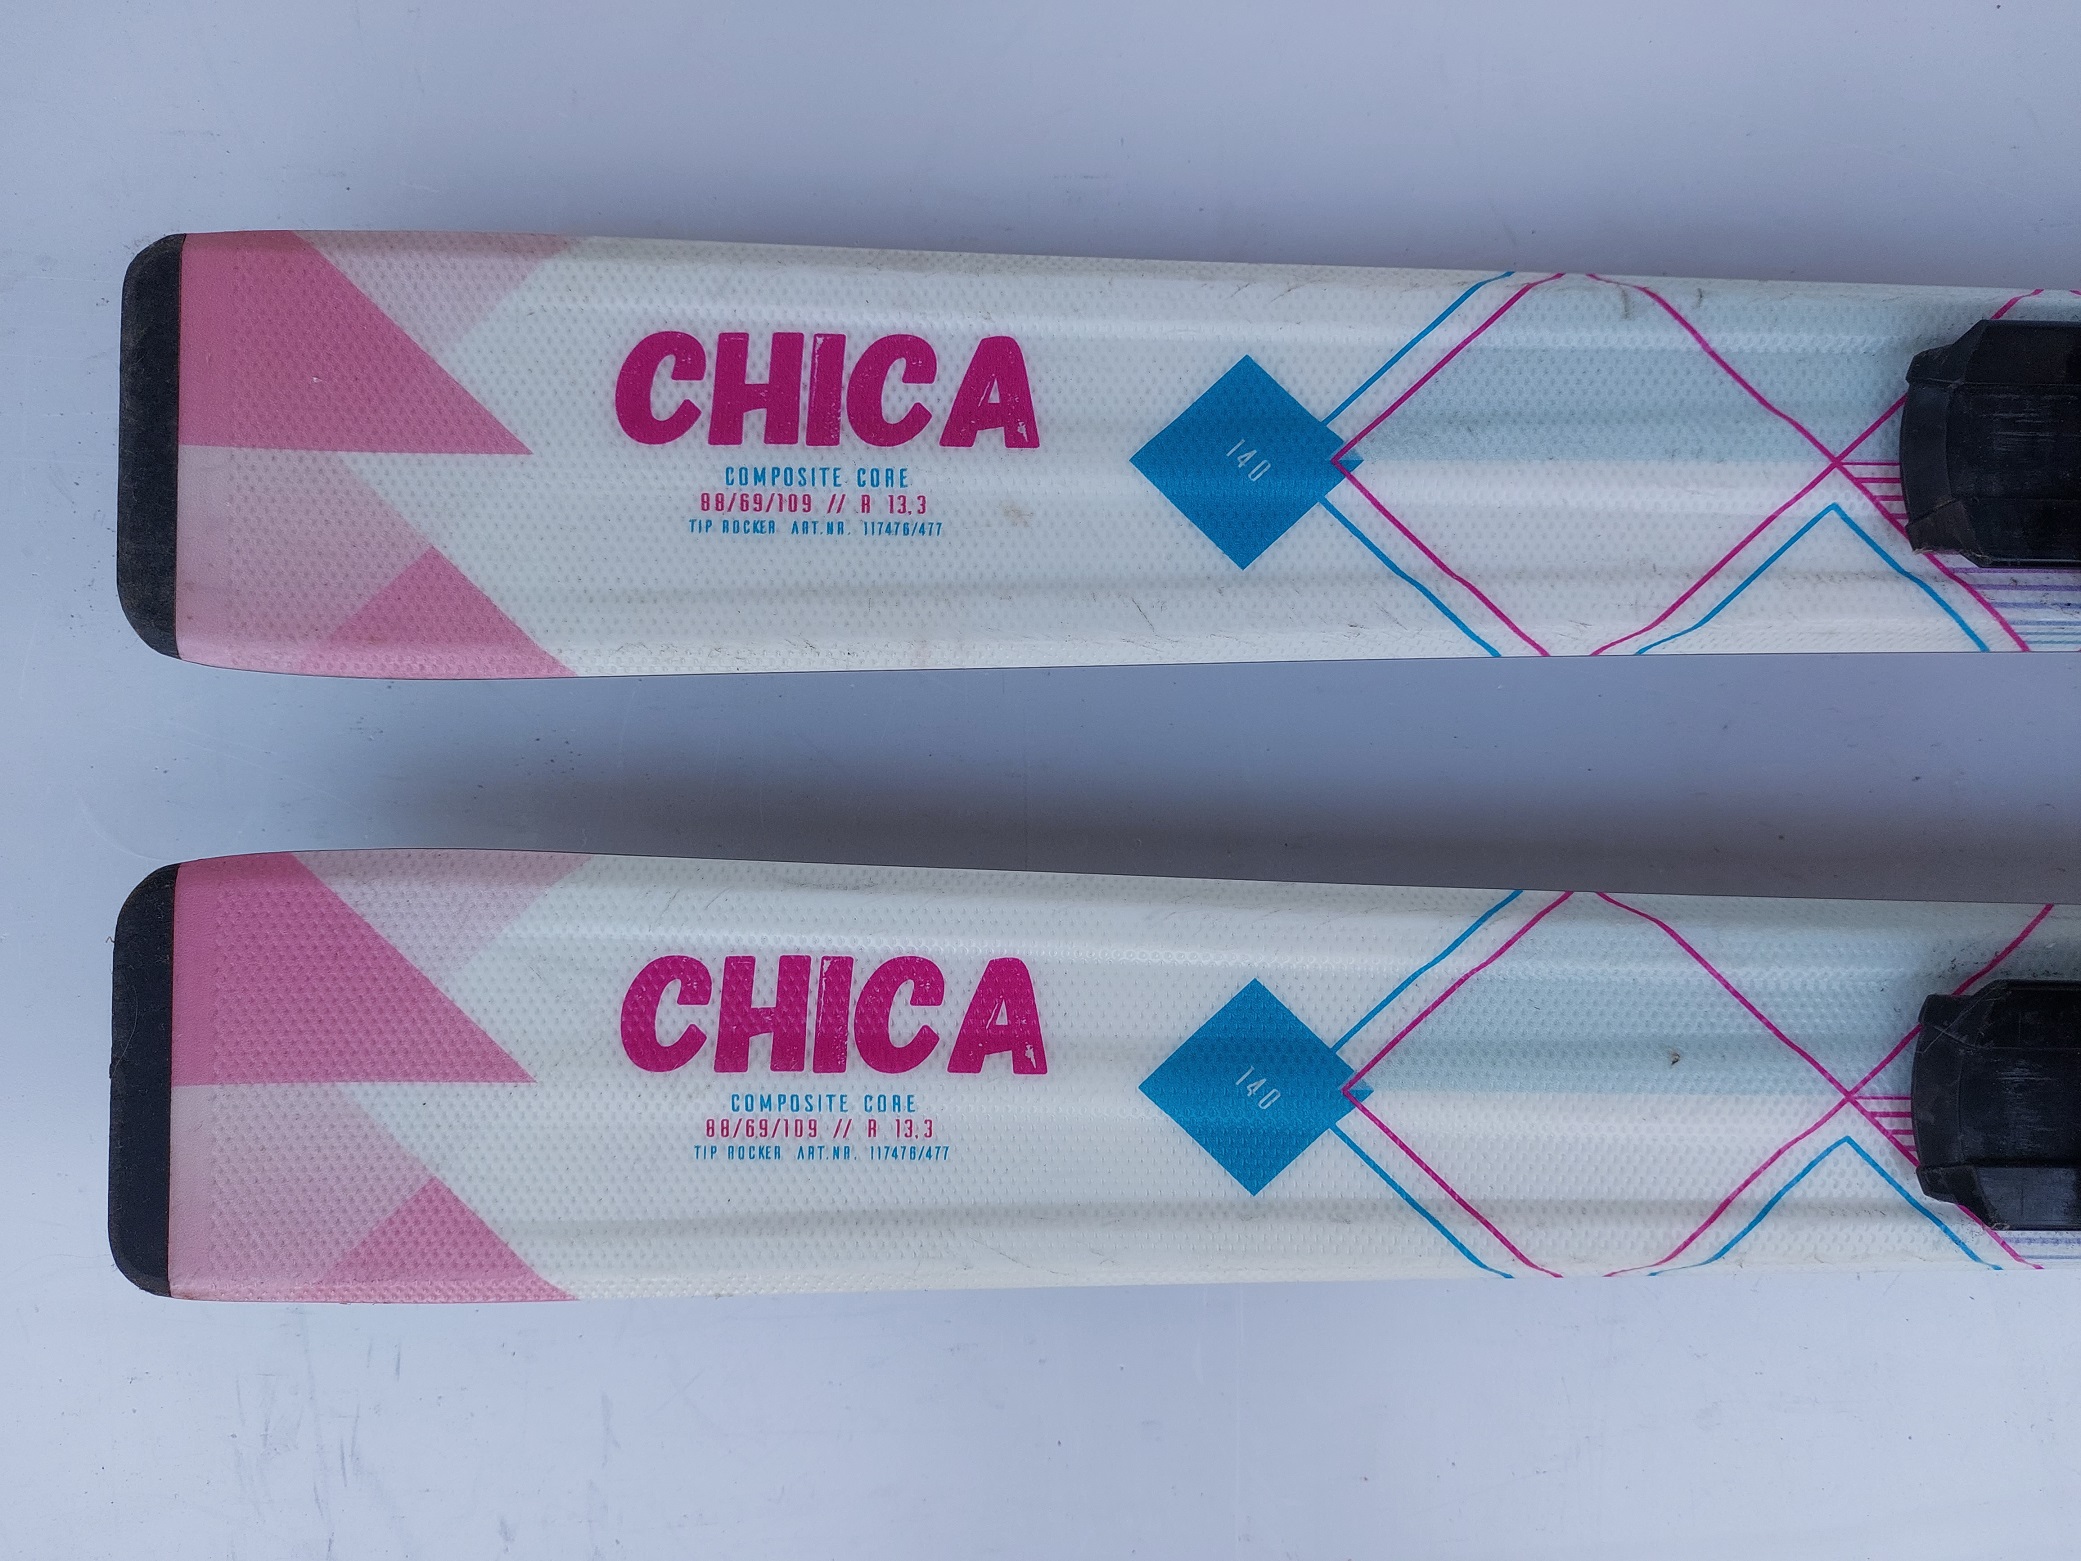 CHICA
COMPOSITE CORE
88/69/109 // R 13,3
TIP ROCKER ART.NR. 117476/477
140
CHICA
COMPOSITE CORE
88/69/109 // R 13,3
TIP ROCKER ART.NR. 117476/477
140